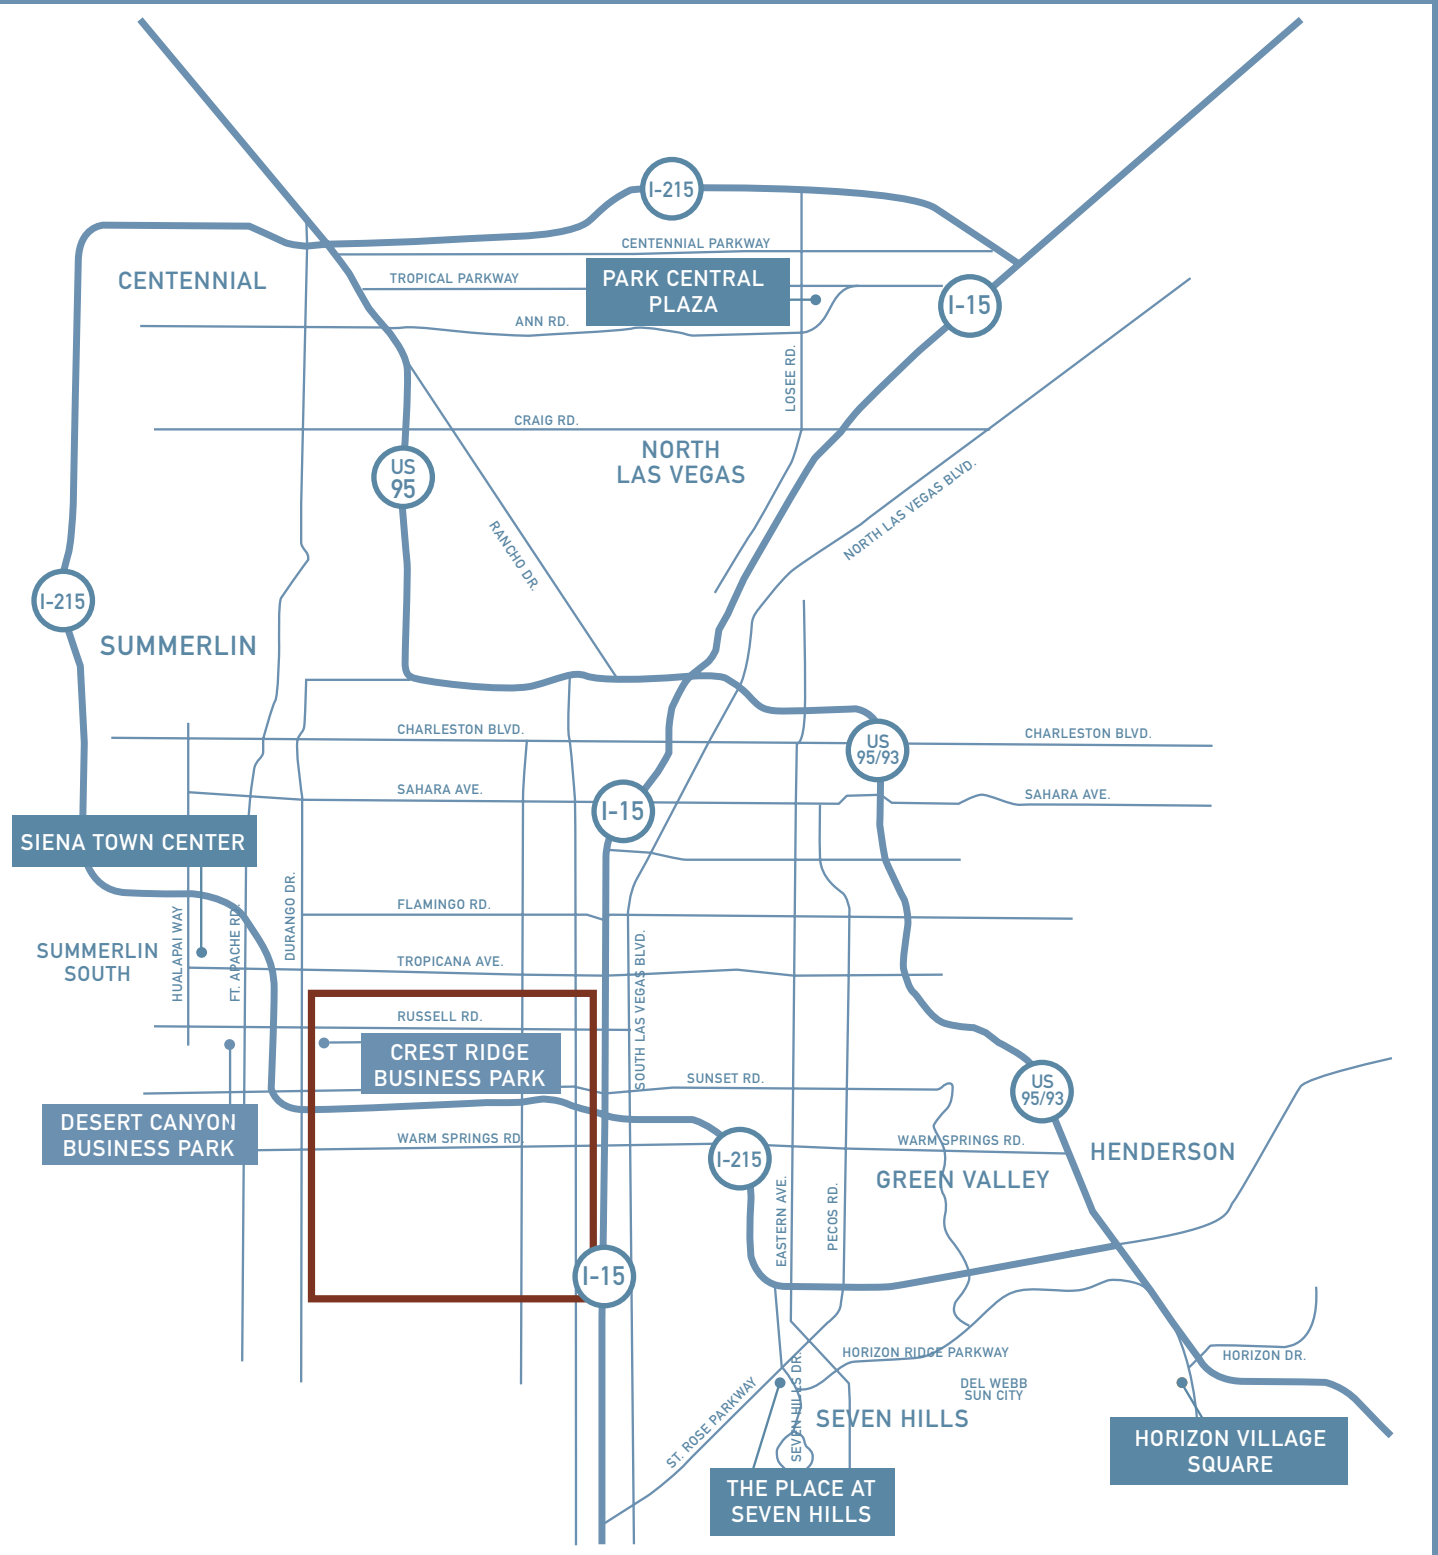 I-215
CENTENNIAL PARKWAY
CENTENNIAL
TROPICAL PARKWAY
PARK CENTRAL
PLAZA
I-15
ANN RD.
LOSEE RD.
CRAIG RD.
NORTH
LAS VEGAS
US
95
NORTH LAS VEGAS BLVD.
RANCHO DR.
I-215
SUMMERLIN
CHARLESTON BLVD.
CHARLESTON BLVD.
US
95/93
SAHARA AVE.
SAHARA AVE.
I-15
SIENA TOWN CENTER
DURANGO DR.
FLAMINGO RD.
HUALAPAI WAY
FT. APACHE RD.
SUMMERLIN
SOUTH
TROPICANA AVE.
SOUTH LAS VEGAS BLVD.
RUSSELL RD.
CREST RIDGE
BUSINESS PARK
SUNSET RD.
US
95/93
DESERT CANYON
BUSINESS PARK
WARM SPRINGS RD.
WARM SPRINGS RD.
HENDERSON
I-215
GREEN VALLEY
EASTERN AVE.
PECOS RD.
I-15
HORIZON RIDGE PARKWAY
HORIZON DR.
DEL WEBB
SUN CITY
SEVEN HILLS DR.
ST. ROSE PARKWAY
SEVEN HILLS
HORIZON VILLAGE
SQUARE
THE PLACE AT
SEVEN HILLS